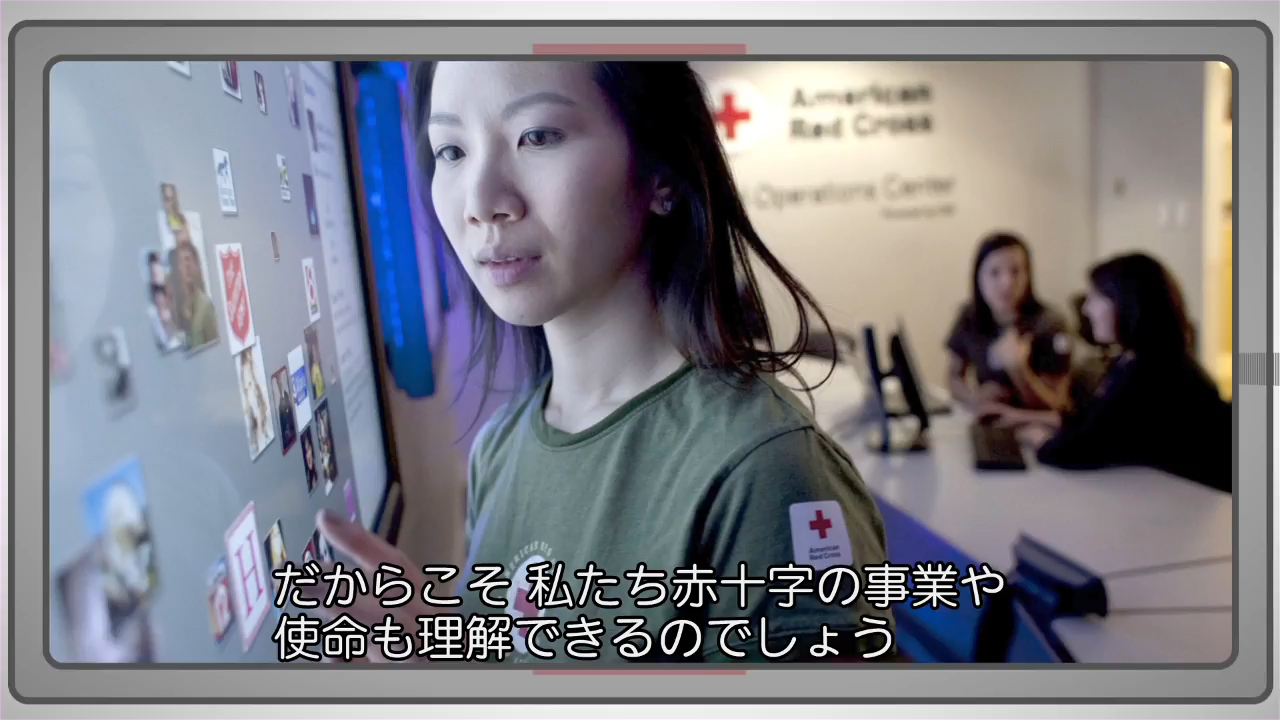 American
Red Cross
Operations Center
American
Red Cross
H
だからこそ 私たち赤十字の事業や
使命も理解できるのでしょう